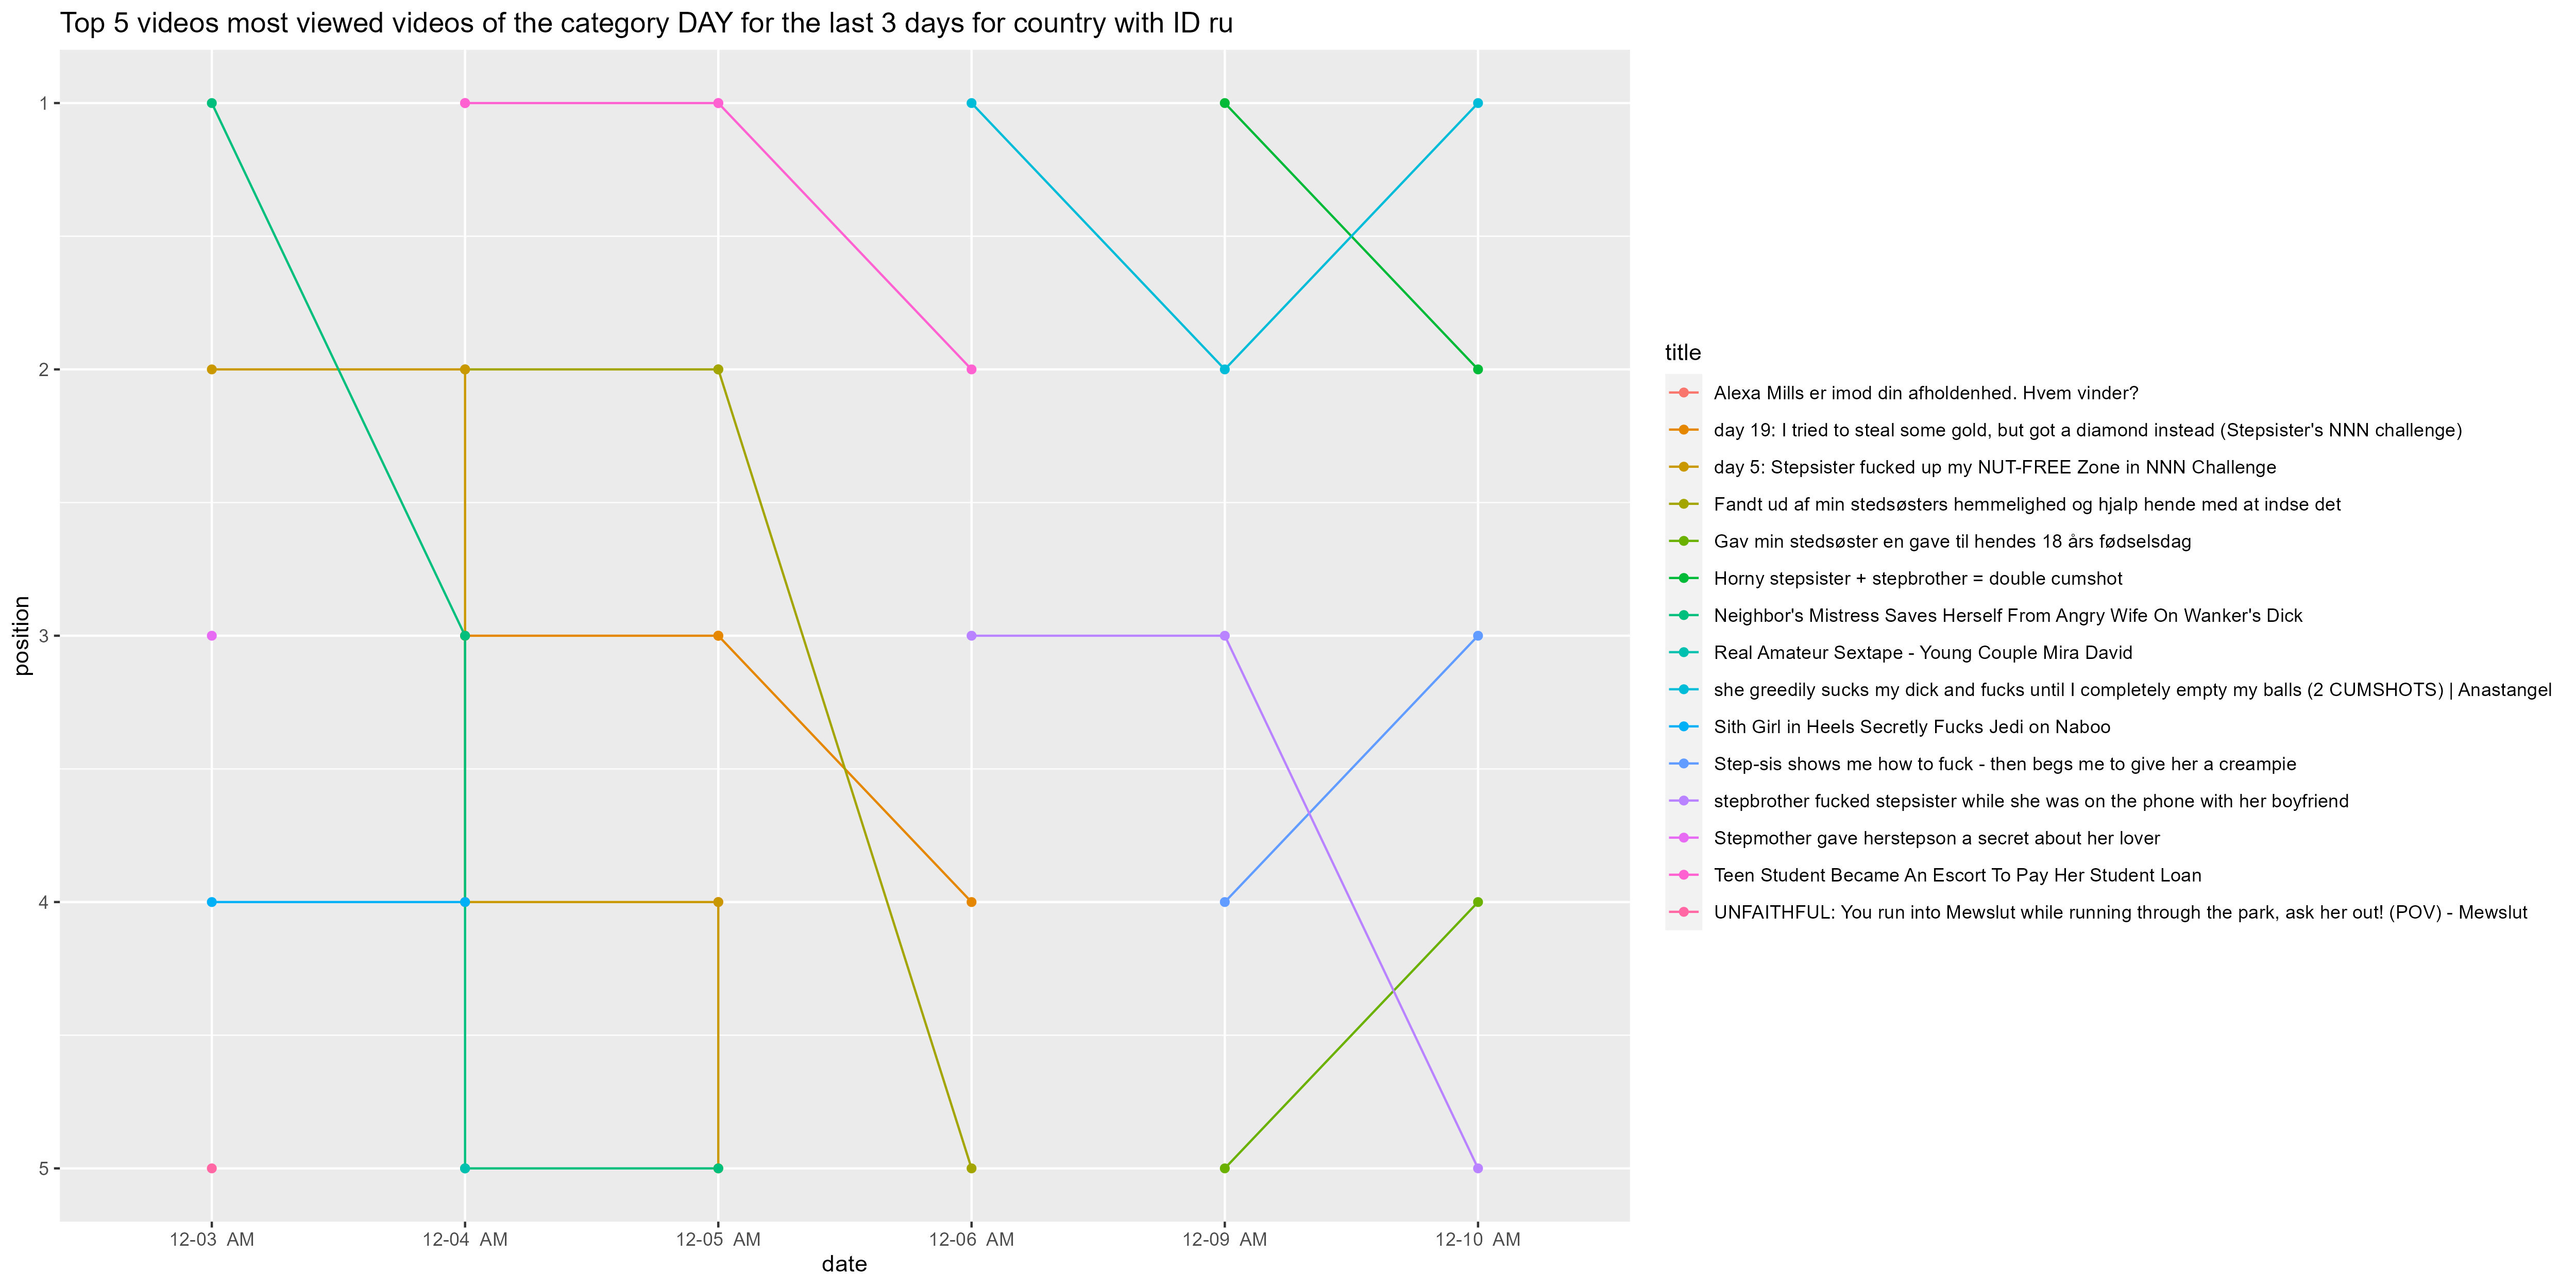 Top 5 videos most viewed videos of the category DAY for the last 3 days for country with ID ru
position
1
2
3
4
5
12-03 AM
12-04 AM
12-05 AM
12-06 AM
12-09 AM
12-10 AM
date
title
Alexa Mills er imod din afholdenhed. Hvem vinder?
day 19: I tried to steal some gold, but got a diamond instead (Stepsister's NNN challenge)
day 5: Stepsister fucked up my NUT-FREE Zone in NNN Challenge
Fandt ud af min stedsøsters hemmelighed og hjalp hende med at indse det
Gav min stedsøster en gave til hendes 18 års fødselsdag
Horny stepsister + stepbrother = double cumshot
Neighbor's Mistress Saves Herself From Angry Wife On Wanker's Dick
Real Amateur Sextape - Young Couple Mira David
she greedily sucks my dick and fucks until I completely empty my balls (2 CUMSHOTS) | Anastangel
Sith Girl in Heels Secretly Fucks Jedi on Naboo
Step-sis shows me how to fuck - then begs me to give her a creampie
stepbrother fucked stepsister while she was on the phone with her boyfriend
Stepmother gave herstepson a secret about her lover
Teen Student Became An Escort To Pay Her Student Loan
UNFAITHFUL: You run into Mewslut while running through the park, ask her out! (POV) - Mewslut